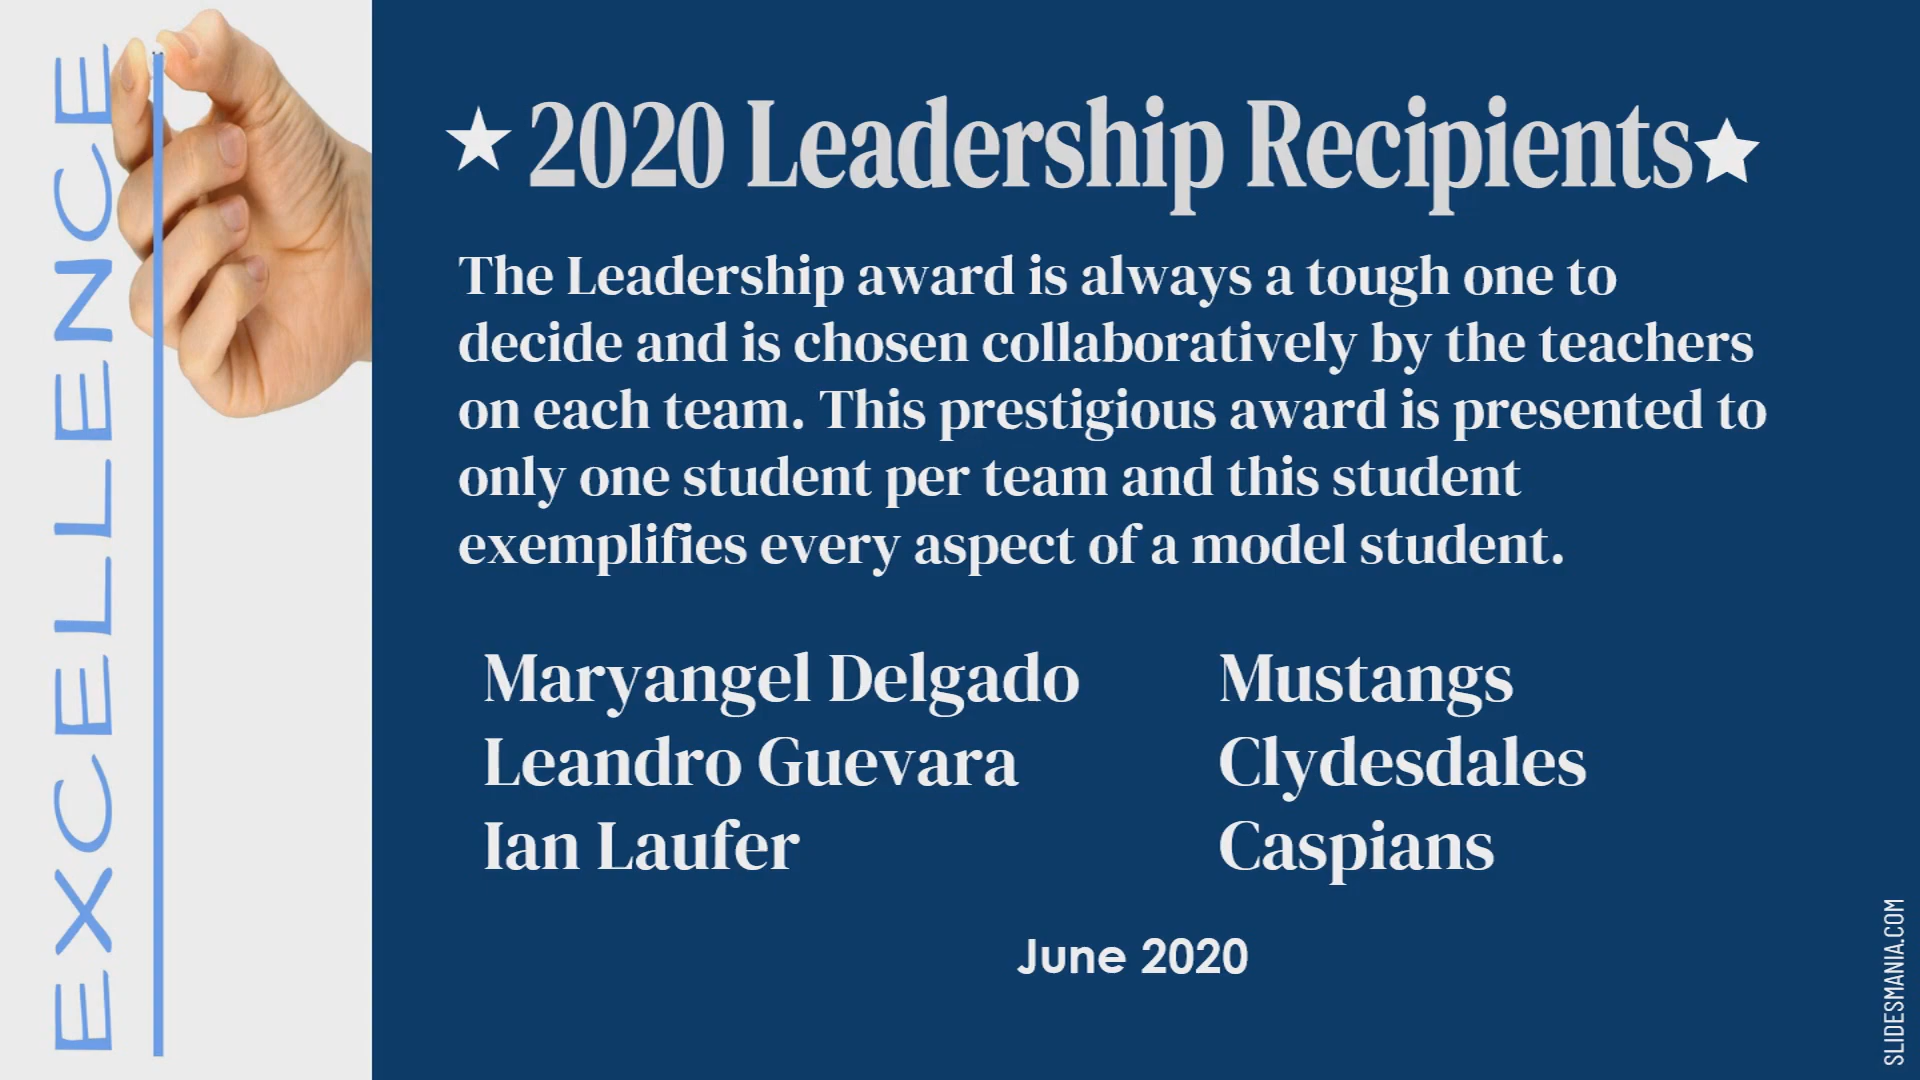 EXCELLENCE
2020 Leadership Recipients
The Leadership award is always a tough one to
decide and is chosen collaboratively by the teachers
on each team. This prestigious award is presented to
only one student per team and this student
exemplifies every aspect of a model student.
Maryangel Delgado Mustangs
Leandro Guevara Clydesdales
Ian Laufer Caspians
June 2020
SLIDESMANIA.COM